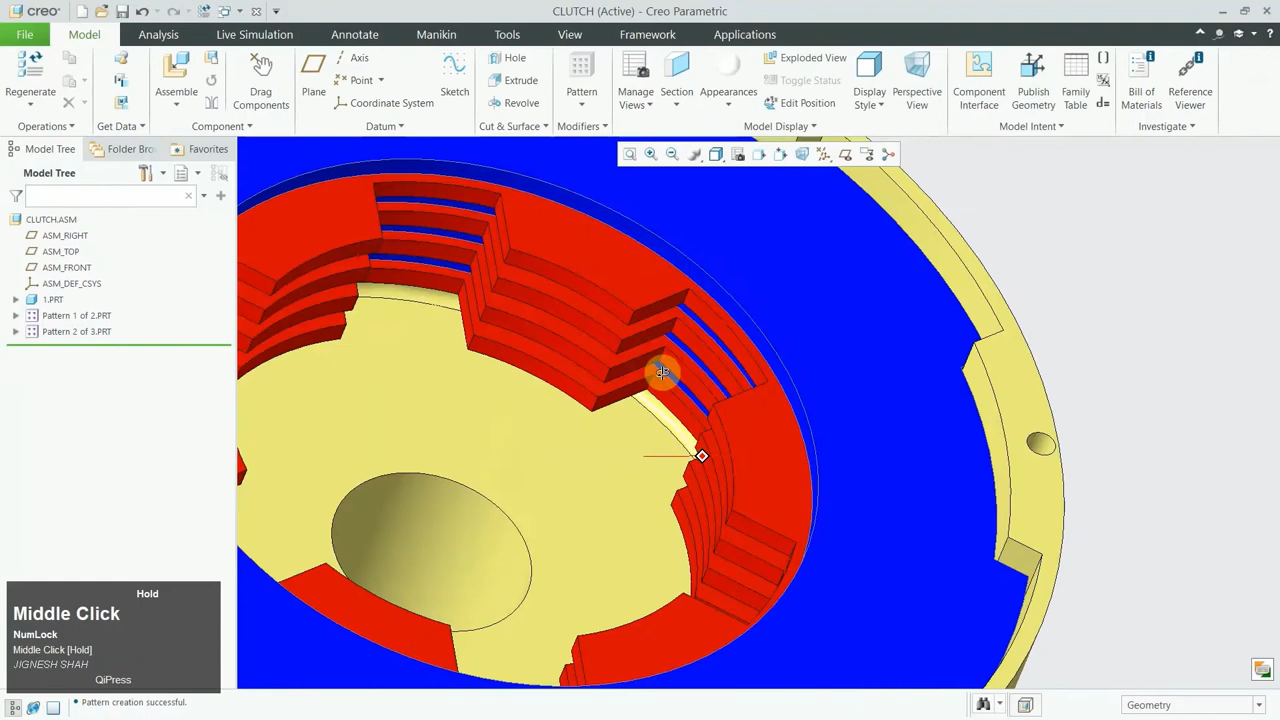 creo
CLUTCH (Active) - Creo Parametric
File Model Analysis Live Simulation Annotate Manikin Tools View Framework Applications
Regenerate
Operations
Get Data
Assemble
Drag Components
Component
Plane
Axis
Point
Coordinate System
Sketch
Datum
Hole
Extrude
Revolve
Cut & Surface
Pattern
Modifiers
Manage Views
Section
Appearances
Exploded View
Toggle Status
Edit Position
Display Style
Perspective View
Model Display
Component Interface
Publish Geometry
Family Table
Model Intent
Bill of Materials
Reference Viewer
Investigate
Model Tree Folder Bro Favorites
Model Tree
CLUTCH.ASM
ASM_RIGHT
ASM_TOP
ASM_FRONT
ASM_DEF_CSYS
1.PRT
Pattern 1 of 2.PRT
Pattern 2 of 3.PRT
Hold
Middle Click
NumLock
Middle Click [Hold]
JIGNESH SHAH
QiPress
• Pattern creation successful.
Geometry